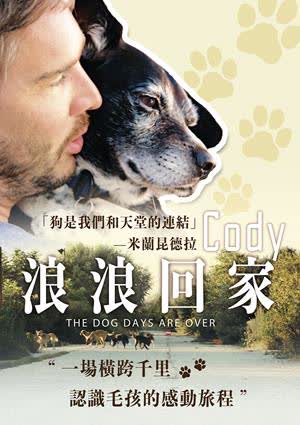 「狗是我們和天堂的連結」
—米蘭昆德拉
Cody
浪浪回家
THE DOG DAYS ARE OVER
“一場橫跨千里
認識毛孩的感動旅程”